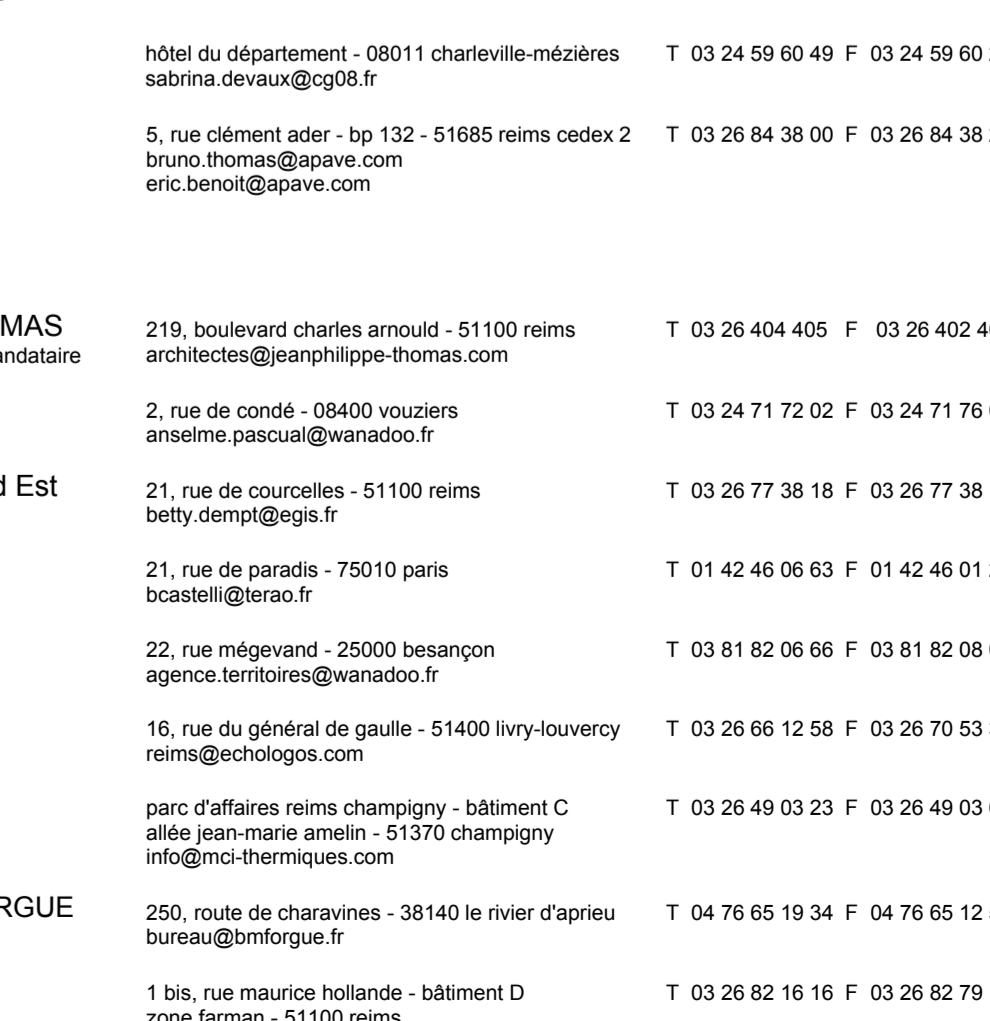 hôtel du département - 08011 charleville-mézières T 03 24 59 60 49 F 03 24 59 60
sabrina.devaux@cg08.fr
5, rue clément ader - bp 132 - 51685 reims cedex 2 T 03 26 84 38 00 F 03 26 84 38
bruno.thomas@apave.com
eric.benoit@apave.com
MAS 219, boulevard charles arnould - 51100 reims T 03 26 404 405 F 03 26 402 4
andataire architectes@jeanphilippe-thomas.com
2, rue de condé - 08400 vouziers T 03 24 71 72 02 F 03 24 71 76
anselme.pascual@wanadoo.fr
d Est 21, rue de courcelles - 51100 reims T 03 26 77 38 18 F 03 26 77 38
betty.dempt@egis.fr
21, rue de paradis - 75010 paris T 01 42 46 06 63 F 01 42 46 01
bcastelli@terao.fr
22, rue mégevand - 25000 besançon T 03 81 82 06 66 F 03 81 82 08
agence.territoires@wanadoo.fr
16, rue du général de gaulle - 51400 livry-louvercy T 03 26 66 12 58 F 03 26 70 53
reims@echologos.com
parc d'affaires reims champigny - bâtiment C T 03 26 49 03 23 F 03 26 49 03
allée jean-marie amelin - 51370 champigny
info@mci-thermiques.com
RGUE 250, route de charavines - 38140 le rivier d'aprieu T 04 76 65 19 34 F 04 76 65 12
bureau@bmforgue.fr
1 bis, rue maurice hollande - bâtiment D T 03 26 82 16 16 F 03 26 82 79
zone farman - 51100 reims